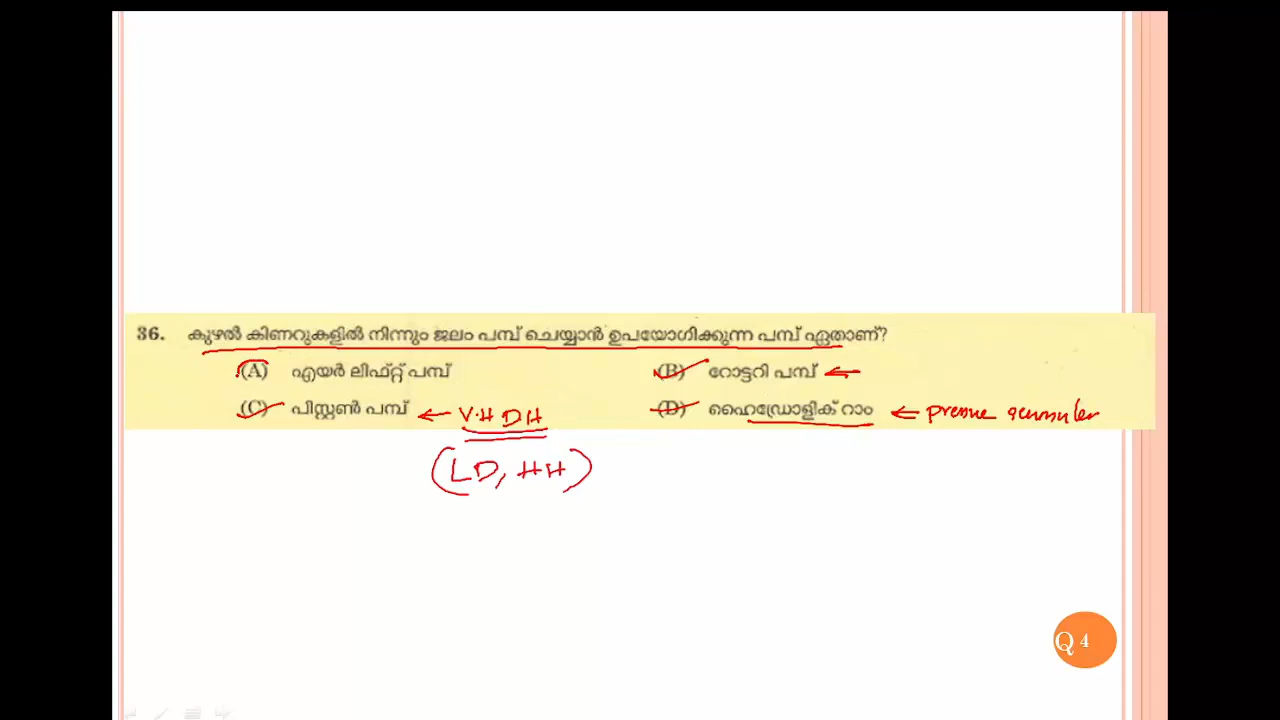 36. കുഴൽ കിണറുകളിൽ നിന്നും ജലം പമ്പ് ചെയ്യാൻ ഉപയോഗിക്കുന്ന പമ്പ് ഏതാണ്?
(A) എയർ ലിഫ്റ്റ് പമ്പ് (B) റോട്ടറി പമ്പ് ←
(C) പിസ്റ്റൺ പമ്പ് ← V.H DH (D) ഹൈഡ്രോളിക് റാം ←
(LD, HH)
Q 4